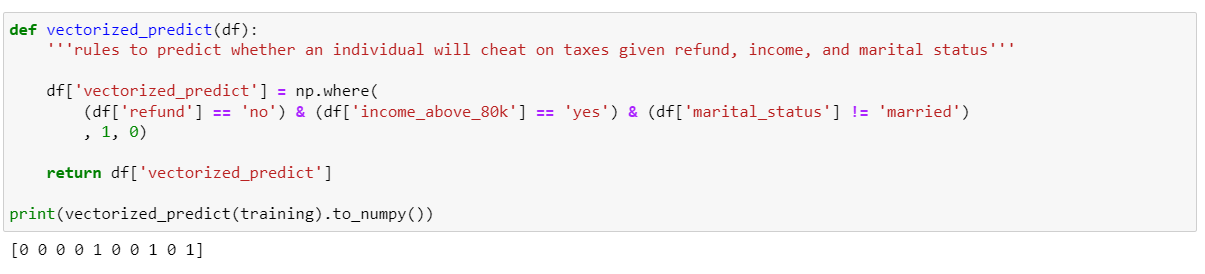 def vectorized_predict(df):
    '''rules to predict whether an individual will cheat on taxes given refund, income, and marital status'''
    df['vectorized_predict'] = np.where(
        (df['refund'] == 'no') & (df['income_above_80k'] == 'yes') & (df['marital_status'] != 'married')
        , 1, 0)
    return df['vectorized_predict']
print(vectorized_predict(training).to_numpy())
[0 0 0 0 1 0 0 1 0 1]